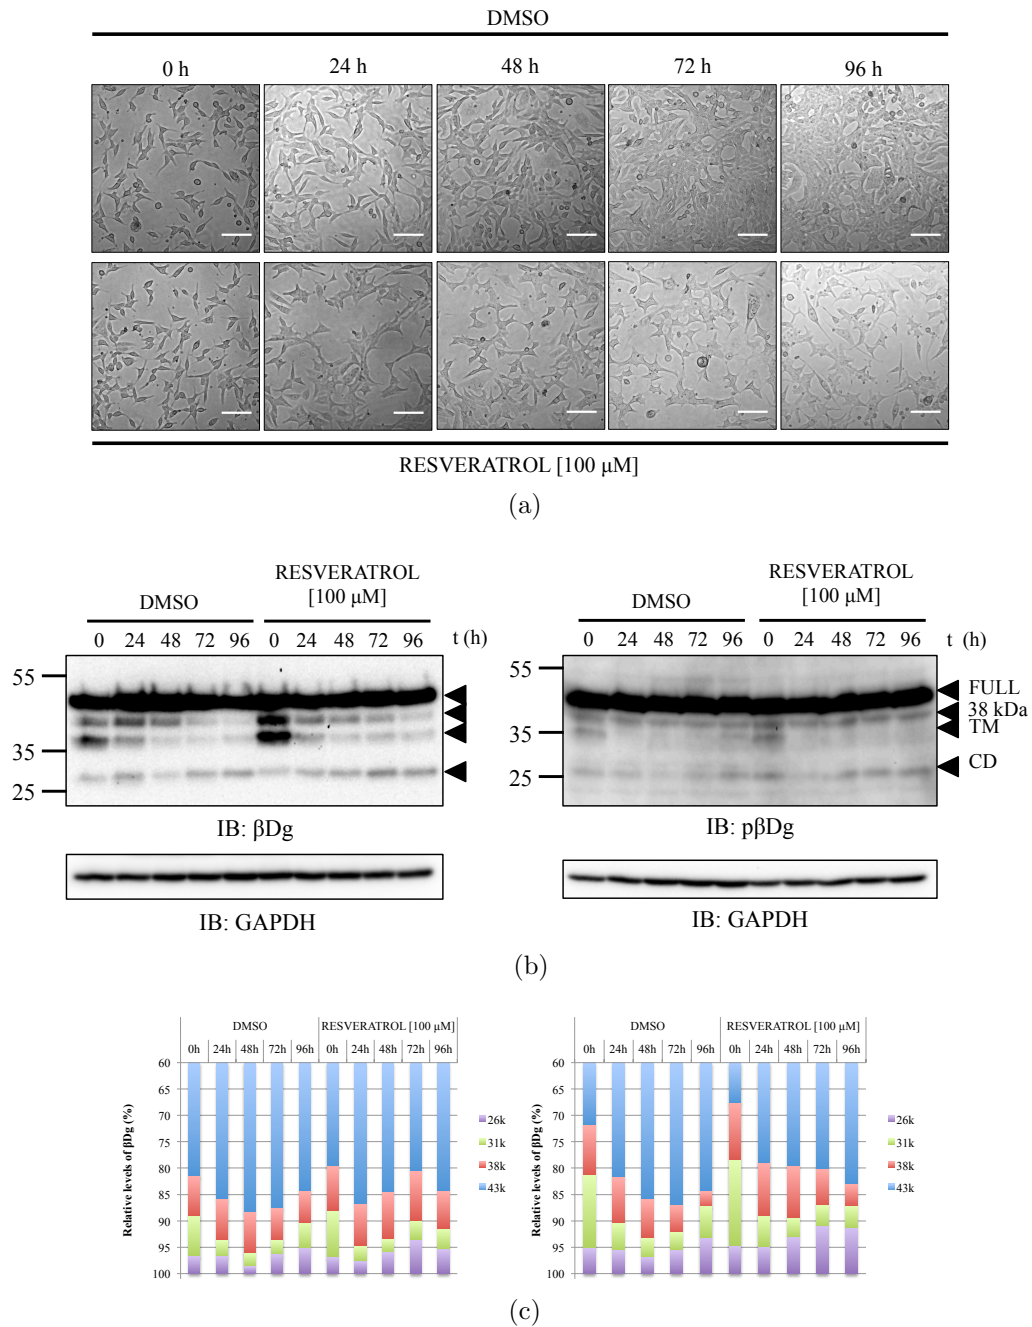 DMSO
0 h 24 h 48 h 72 h 96 h
RESVERATROL [100 μM]
(a)
RESVERATROL
[100 μM]
DMSO
0 24 48 72 96 0 24 48 72 96 t (h)
55
35
25
IB: βDg
IB: GAPDH
RESVERATROL
[100 μM]
DMSO
0 24 48 72 96 0 24 48 72 96 t (h)
55
35
25
FULL
38 kDa
TM
CD
IB: pβDg
IB: GAPDH
(b)
DMSO RESVERATROL [100 μM]
0h 24h 48h 72h 96h 0h 24h 48h 72h 96h
60
65
70
75
80
85
90
95
100
Relative levels of βDg (%)
26k
31k
38k
43k
DMSO RESVERATROL [100 μM]
0h 24h 48h 72h 96h 0h 24h 48h 72h 96h
60
65
70
75
80
85
90
95
100
Relative levels of βDg (%)
26k
31k
38k
43k
(c)